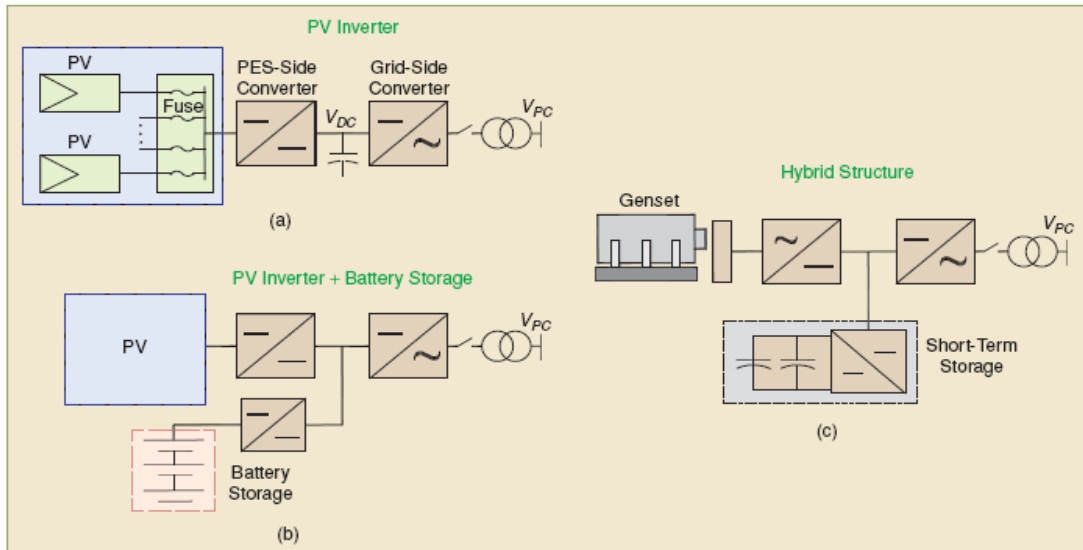 PV Inverter
PV
PV
Fuse
PES-Side
Converter
V_DC
Grid-Side
Converter
V_PC
(a)
PV Inverter + Battery Storage
PV
V_PC
Battery
Storage
(b)
Hybrid Structure
Genset
V_PC
Short-Term
Storage
(c)